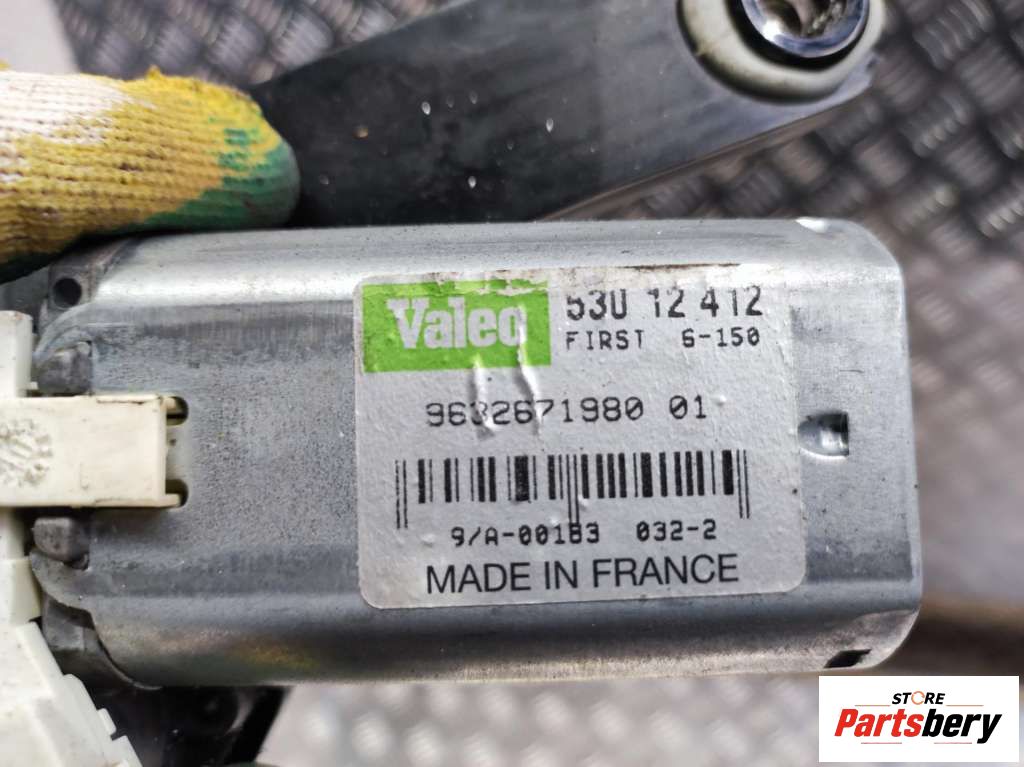 Valeo
530 12 412
FIRST 6-150
9632671980 01
9/A-00183 032-2
MADE IN FRANCE
STORE
Partsbery